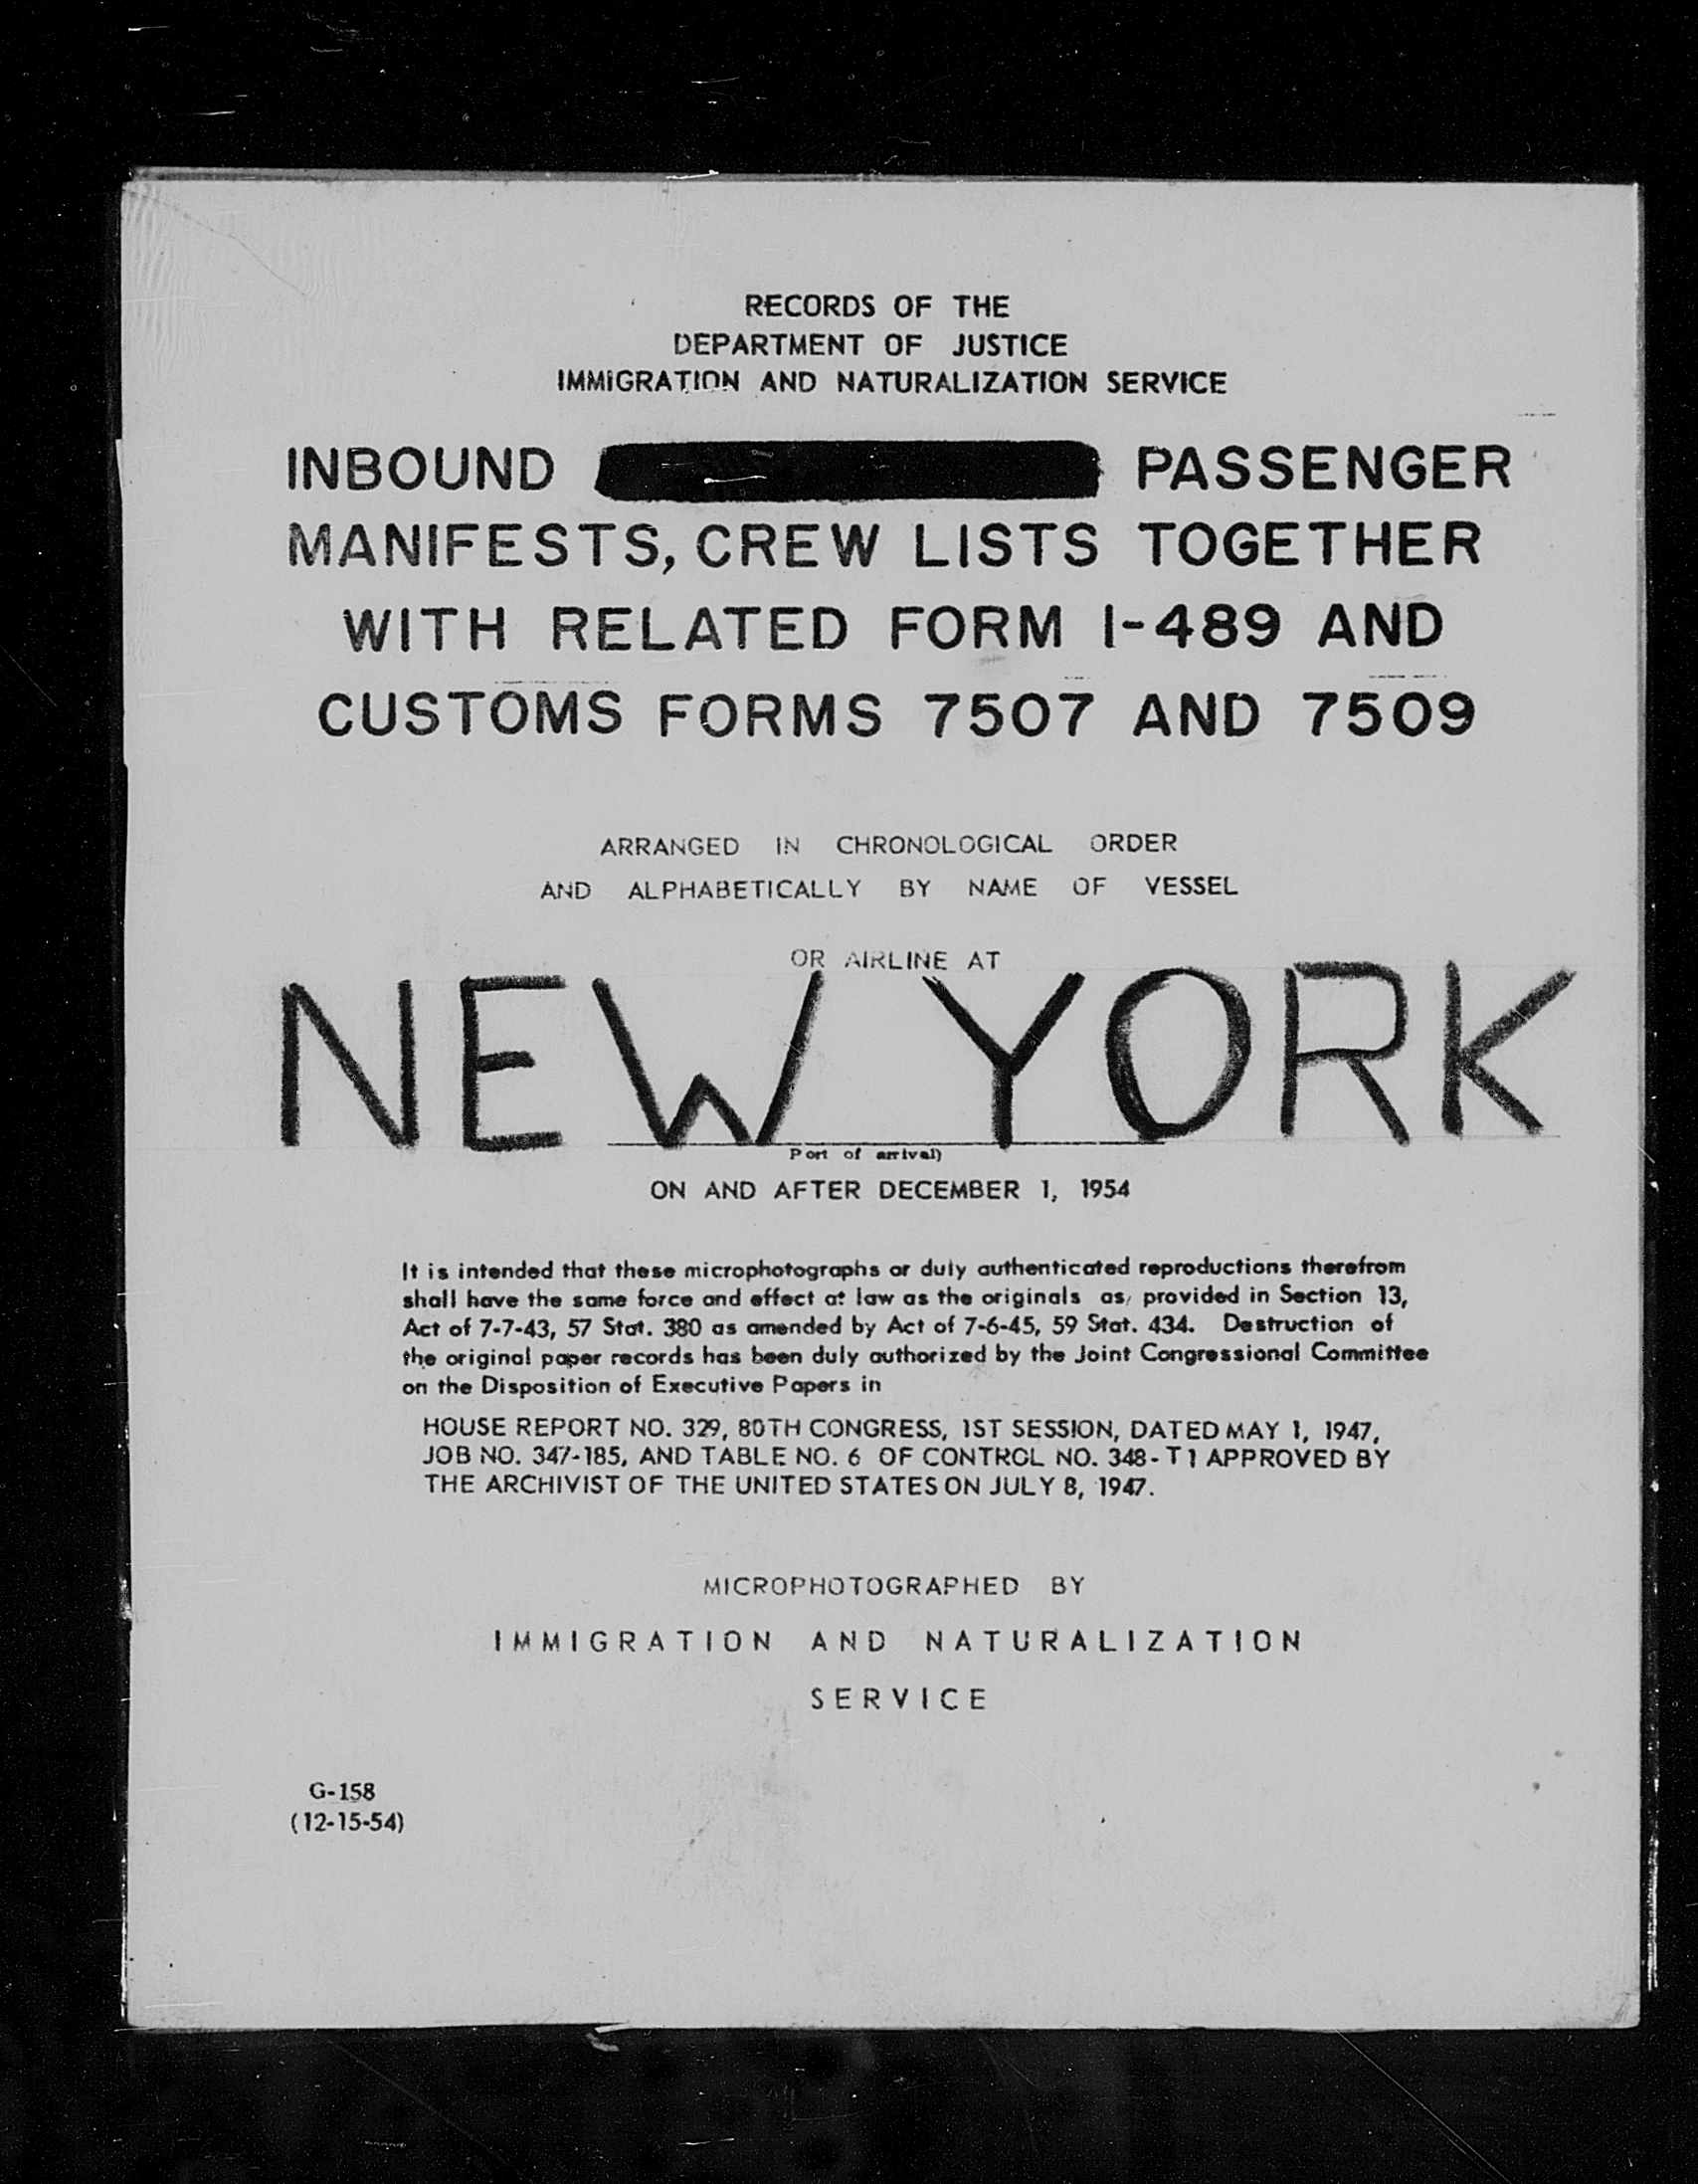 RECORDS OF THE
DEPARTMENT OF JUSTICE
IMMIGRATION AND NATURALIZATION SERVICE
INBOUND PASSENGER
MANIFESTS, CREW LISTS TOGETHER
WITH RELATED FORM I-489 AND
CUSTOMS FORMS 7507 AND 7509
ARRANGED IN CHRONOLOGICAL ORDER
AND ALPHABETICALLY BY NAME OF VESSEL
OR AIRLINE AT
NEW YORK
Port of arrival)
ON AND AFTER DECEMBER 1, 1954
It is intended that these microphotographs or duly authenticated reproductions therefrom
shall have the same force and effect at law as the originals as, provided in Section 13,
Act of 7-7-43, 57 Stat. 380 as amended by Act of 7-6-45, 59 Stat. 434. Destruction of
the original paper records has been duly authorized by the Joint Congressional Committee
on the Disposition of Executive Papers in
HOUSE REPORT NO. 329, 80TH CONGRESS, 1ST SESSION, DATED MAY 1, 1947,
JOB NO. 347-185, AND TABLE NO. 6 OF CONTROL NO. 348-T1 APPROVED BY
THE ARCHIVIST OF THE UNITED STATES ON JULY 8, 1947.
MICROPHOTOGRAPHED BY
IMMIGRATION AND NATURALIZATION
SERVICE
G-158
(12-15-54)